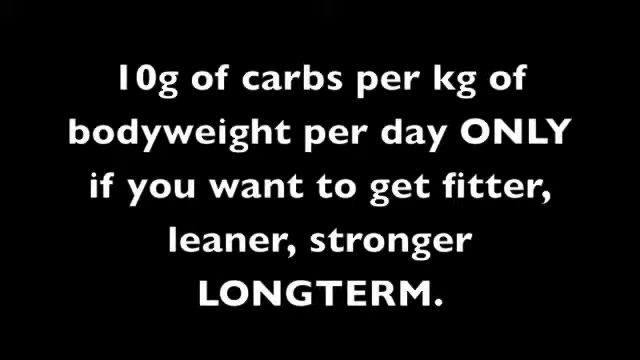 10g of carbs per kg of
bodyweight per day ONLY
if you want to get fitter,
leaner, stronger
LONGTERM.